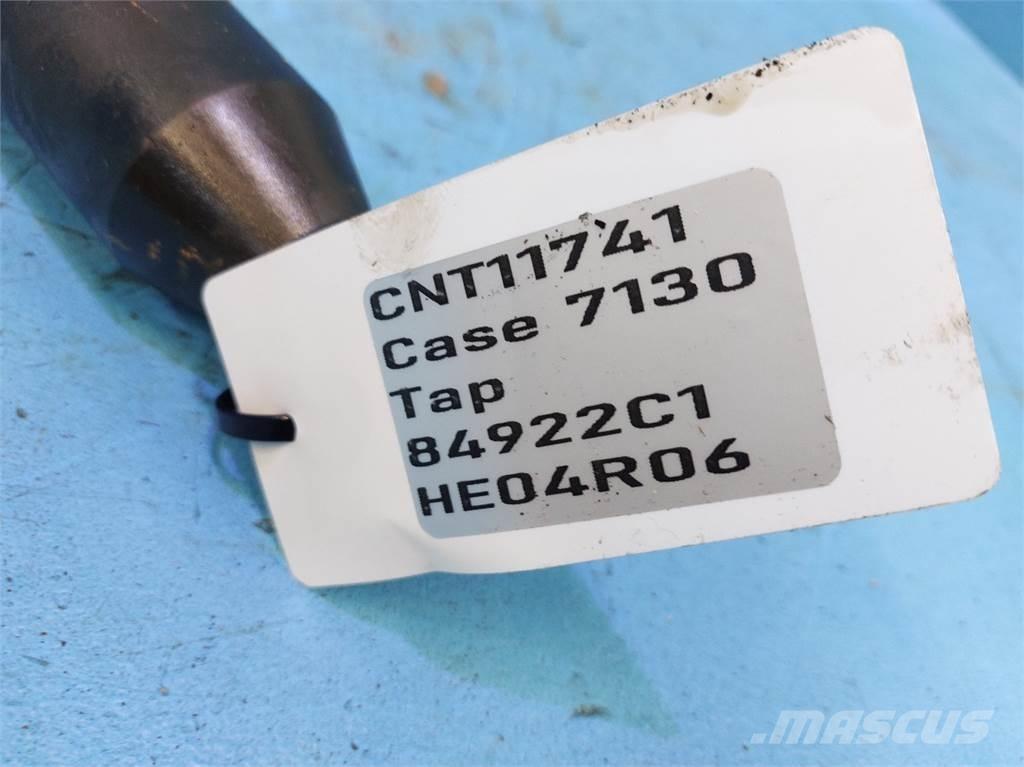 CNT11741
Case 7130
Tap
84922C1
HE04R06
MASCUS